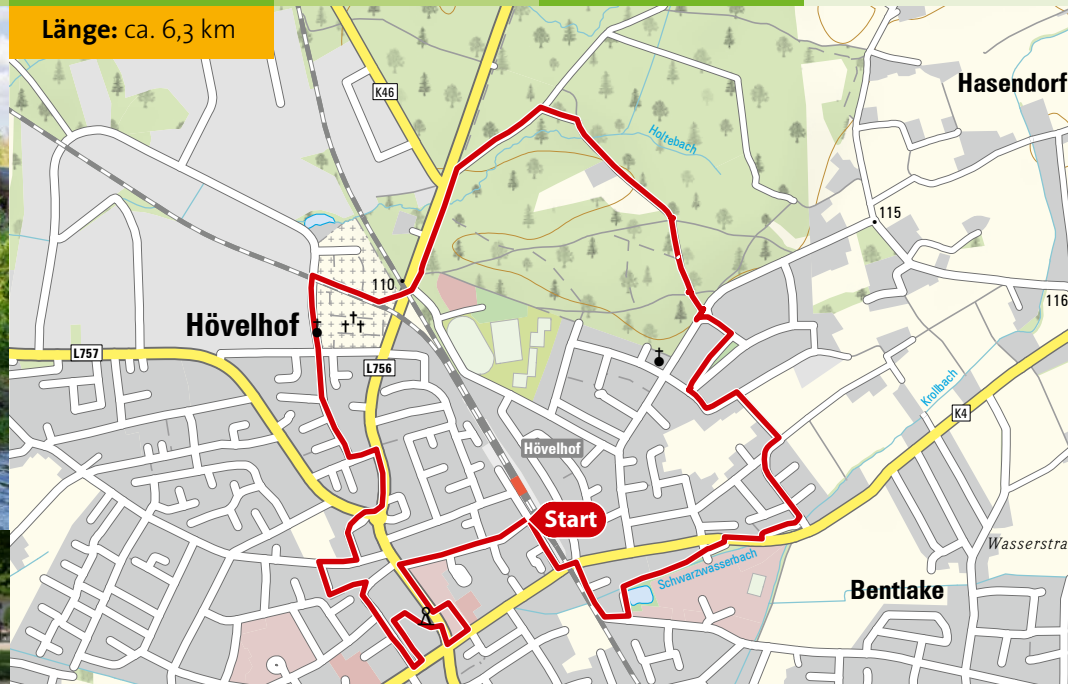 Länge: ca. 6,3 km
K46
Hasendorf
Holtebach
115
110
116
Hövelhof
L757
L756
Krollbach
K4
Hövelhof
Start
Wasserstra
Schwarzwasserbach
Bentlake